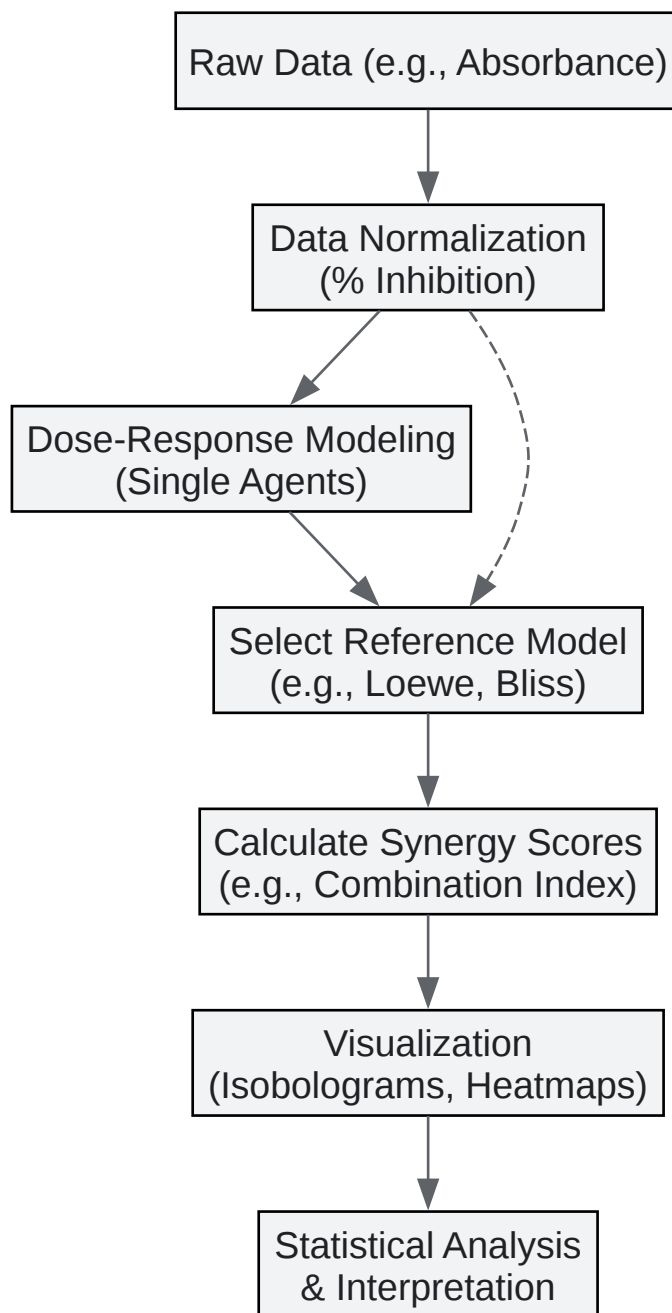 Raw Data (e.g., Absorbance)
Data Normalization
(% Inhibition)
Dose-Response Modeling
(Single Agents)
Select Reference Model
(e.g., Loewe, Bliss)
Calculate Synergy Scores
(e.g., Combination Index)
Visualization
(Isobolograms, Heatmaps)
Statistical Analysis
& Interpretation